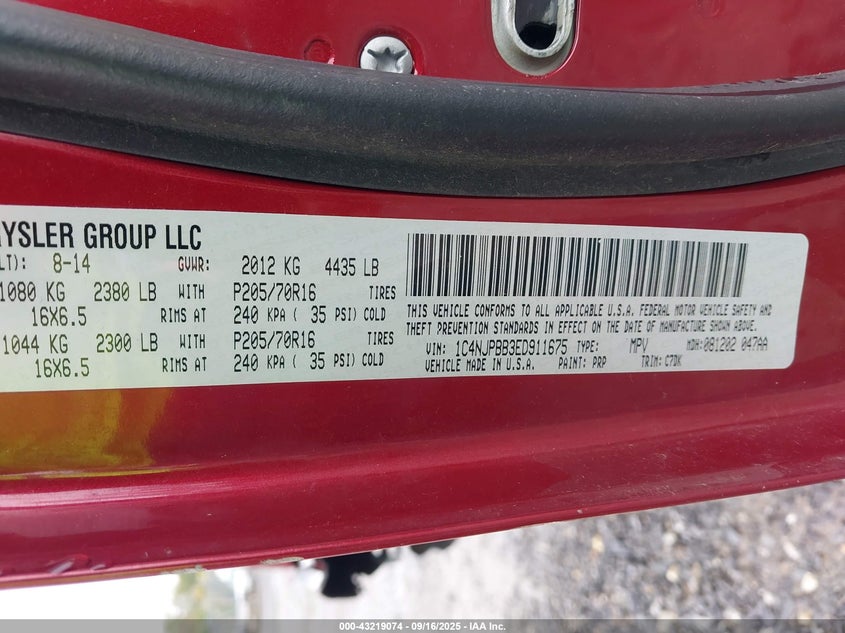 RYSLER GROUP LLC
LT): 8-14 GVWR: 2012 KG 4435 LB
1080 KG 2380 LB WITH P205/70R16 TIRES
16X6.5 RIMS AT 240 KPA ( 35 PSI) COLD
1044 KG 2300 LB WITH P205/70R16 TIRES
16X6.5 RIMS AT 240 KPA ( 35 PSI) COLD
THIS VEHICLE CONFORMS TO ALL APPLICABLE U.S.A. FEDERAL MOTOR VEHICLE SAFETY AND
THEFT PREVENTION STANDARDS IN EFFECT ON THE DATE OF MANUFACTURE SHOWN ABOVE.
VIN: 1C4NJPBB3ED911675 TYPE: MPV MDH:081202 047AA
VEHICLE MADE IN U.S.A. PAINT: PRP TRIM: C7DK
000-43219074 - 09/16/2025 - IAA Inc.